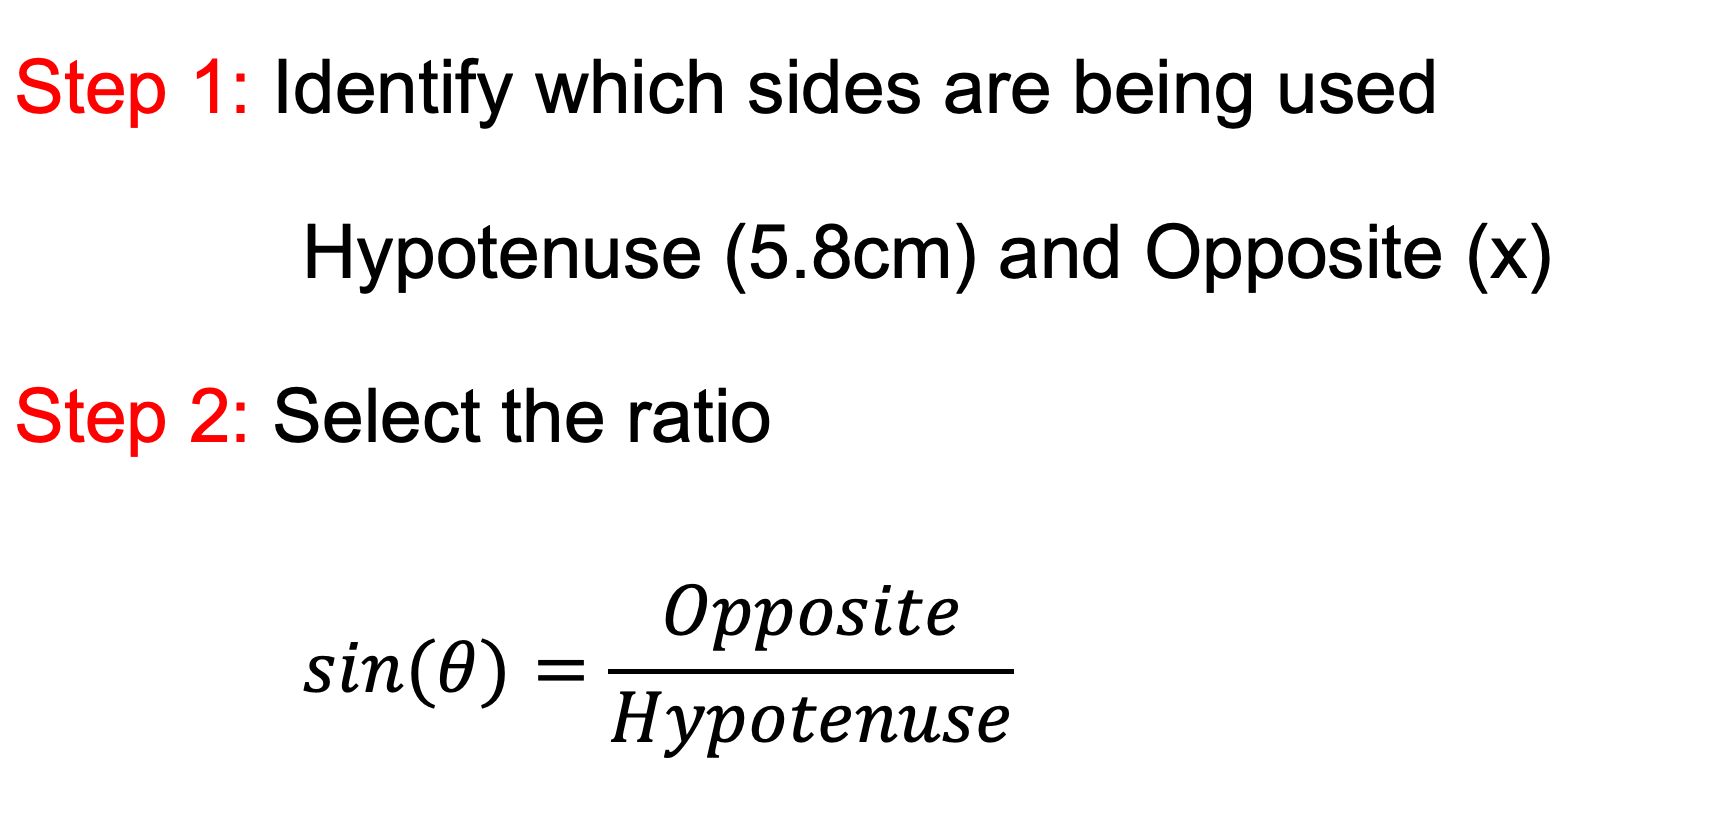 Step 1: Identify which sides are being used
Hypotenuse (5.8cm) and Opposite (x)
Step 2: Select the ratio
sin(θ) = Opposite / Hypotenuse